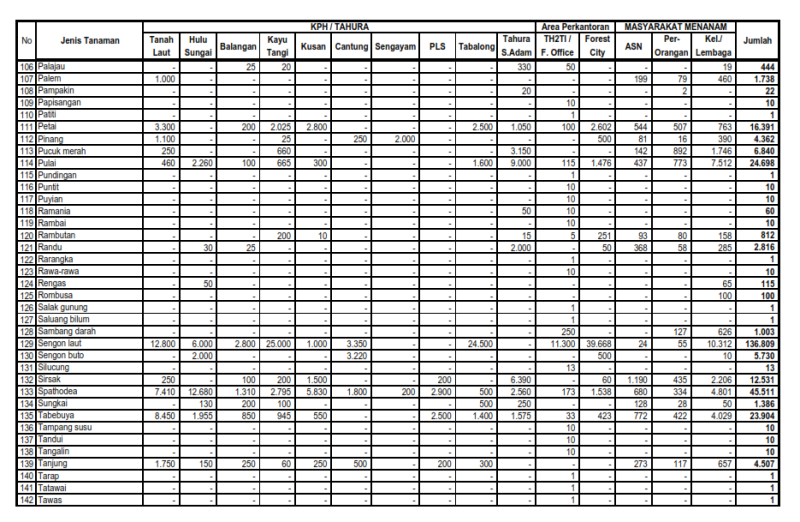 No Jenis Tanaman KPH / TAHURA Area Perkantoran MASYARAKAT MENANAM Jumlah
Tanah Laut Hulu Sungai Balangan Kayu Tangi Kusan Cantung Sengayam PLS Tabalong Tahura S.Adam TH2TI / F. Office Forest City ASN Per- Orangan Kel./ Lembaga
106 Palajau - - 25 20 - - - - - 330 50 - - - 19 444
107 Palem 1.000 - - - - - - - - - - - 199 79 460 1.738
108 Pampakin - - - - - - - - - 20 - - - 2 - 22
109 Papisangan - - - - - - - - - - 10 - - - - 10
110 Patiti - - - - - - - - - - 1 - - - - 1
111 Petai 3.300 - 200 2.025 2.800 - - - 2.500 1.050 100 2.602 544 507 763 16.391
112 Pinang 1.100 - - 25 - 250 2.000 - - - - 500 81 16 390 4.362
113 Pucuk merah 250 - - 660 - - - - - 3.150 - - 142 892 1.746 6.840
114 Pulai 460 2.260 100 665 300 - - - 1.600 9.000 115 1.476 437 773 7.512 24.698
115 Pundingan - - - - - - - - - - 1 - - - - 1
116 Puntit - - - - - - - - - - 10 - - - - 10
117 Puyian - - - - - - - - - - 10 - - - - 10
118 Ramania - - - - - - - - - 50 10 - - - - 60
119 Rambai - - - - - - - - - - 10 - - - - 10
120 Rambutan - - - 200 10 - - - - 15 5 251 93 80 158 812
121 Randu - 30 25 - - - - - - 2.000 - 50 368 58 285 2.816
122 Rarangka - - - - - - - - - - 1 - - - - 1
123 Rawa-rawa - - - - - - - - - - 10 - - - - 10
124 Rengas - 50 - - - - - - - - - - - - 65 115
125 Rombusa - - - - - - - - - - - - - - 100 100
126 Salak gunung - - - - - - - - - - 1 - - - - 1
127 Saluang bilum - - - - - - - - - - 1 - - - - 1
128 Sambang darah - - - - - - - - - - 250 - - 127 626 1.003
129 Sengon laut 12.800 6.000 2.800 25.000 1.000 3.350 - - 24.500 - 11.300 39.668 24 55 10.312 136.809
130 Sengon buto - 2.000 - - - 3.220 - - - - - 500 - - 10 5.730
131 Silucung - - - - - - - - - - 13 - - - - 13
132 Sirsak 250 - 100 200 1.500 - - 200 - 6.390 - 60 1.190 435 2.206 12.531
133 Spathodea 7.410 12.680 1.310 2.795 5.830 1.800 200 2.900 500 2.560 173 1.538 680 334 4.801 45.511
134 Sungkai - 130 200 100 - - - - 500 250 - - 128 28 50 1.386
135 Tabebuya 8.450 1.955 850 945 550 - - 2.500 1.400 1.575 33 423 772 422 4.029 23.904
136 Tampang susu - - - - - - - - - - 10 - - - - 10
137 Tandui - - - - - - - - - - 10 - - - - 10
138 Tangalin - - - - - - - - - - 10 - - - - 10
139 Tanjung 1.750 150 250 60 250 500 - 200 300 - - - 273 117 657 4.507
140 Tarap - - - - - - - - - - 1 - - - - 1
141 Tatawai - - - - - - - - - - 1 - - - - 1
142 Tawas - - - - - - - - - - 1 - - - - 1